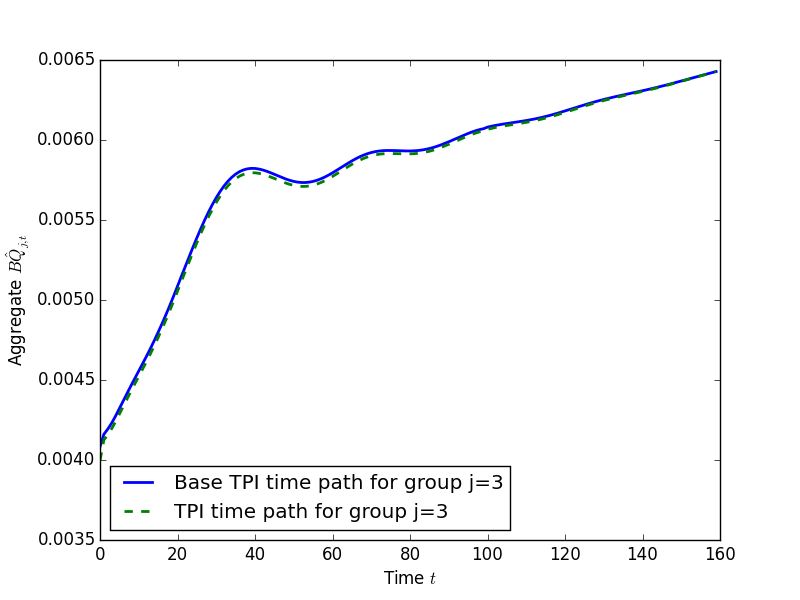 0.0065
0.0060
0.0055
0.0050
0.0045
0.0040
0.0035
Aggregate $\hat{BQ}_{j,t}$
Base TPI time path for group j=3
TPI time path for group j=3
0 20 40 60 80 100 120 140 160
Time $t$